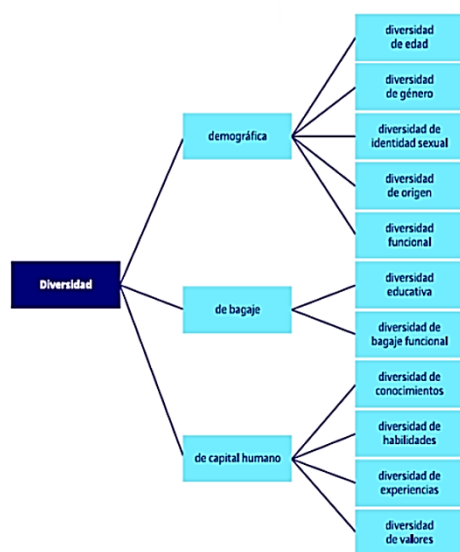 diversidad
de edad
diversidad
de género
diversidad de
identidad sexual
diversidad
de origen
diversidad
funcional
demográfica
Diversidad
de bagaje
diversidad
educativa
diversidad de
bagaje funcional
de capital humano
diversidad de
conocimientos
diversidad de
habilidades
diversidad de
experiencias
diversidad
de valores